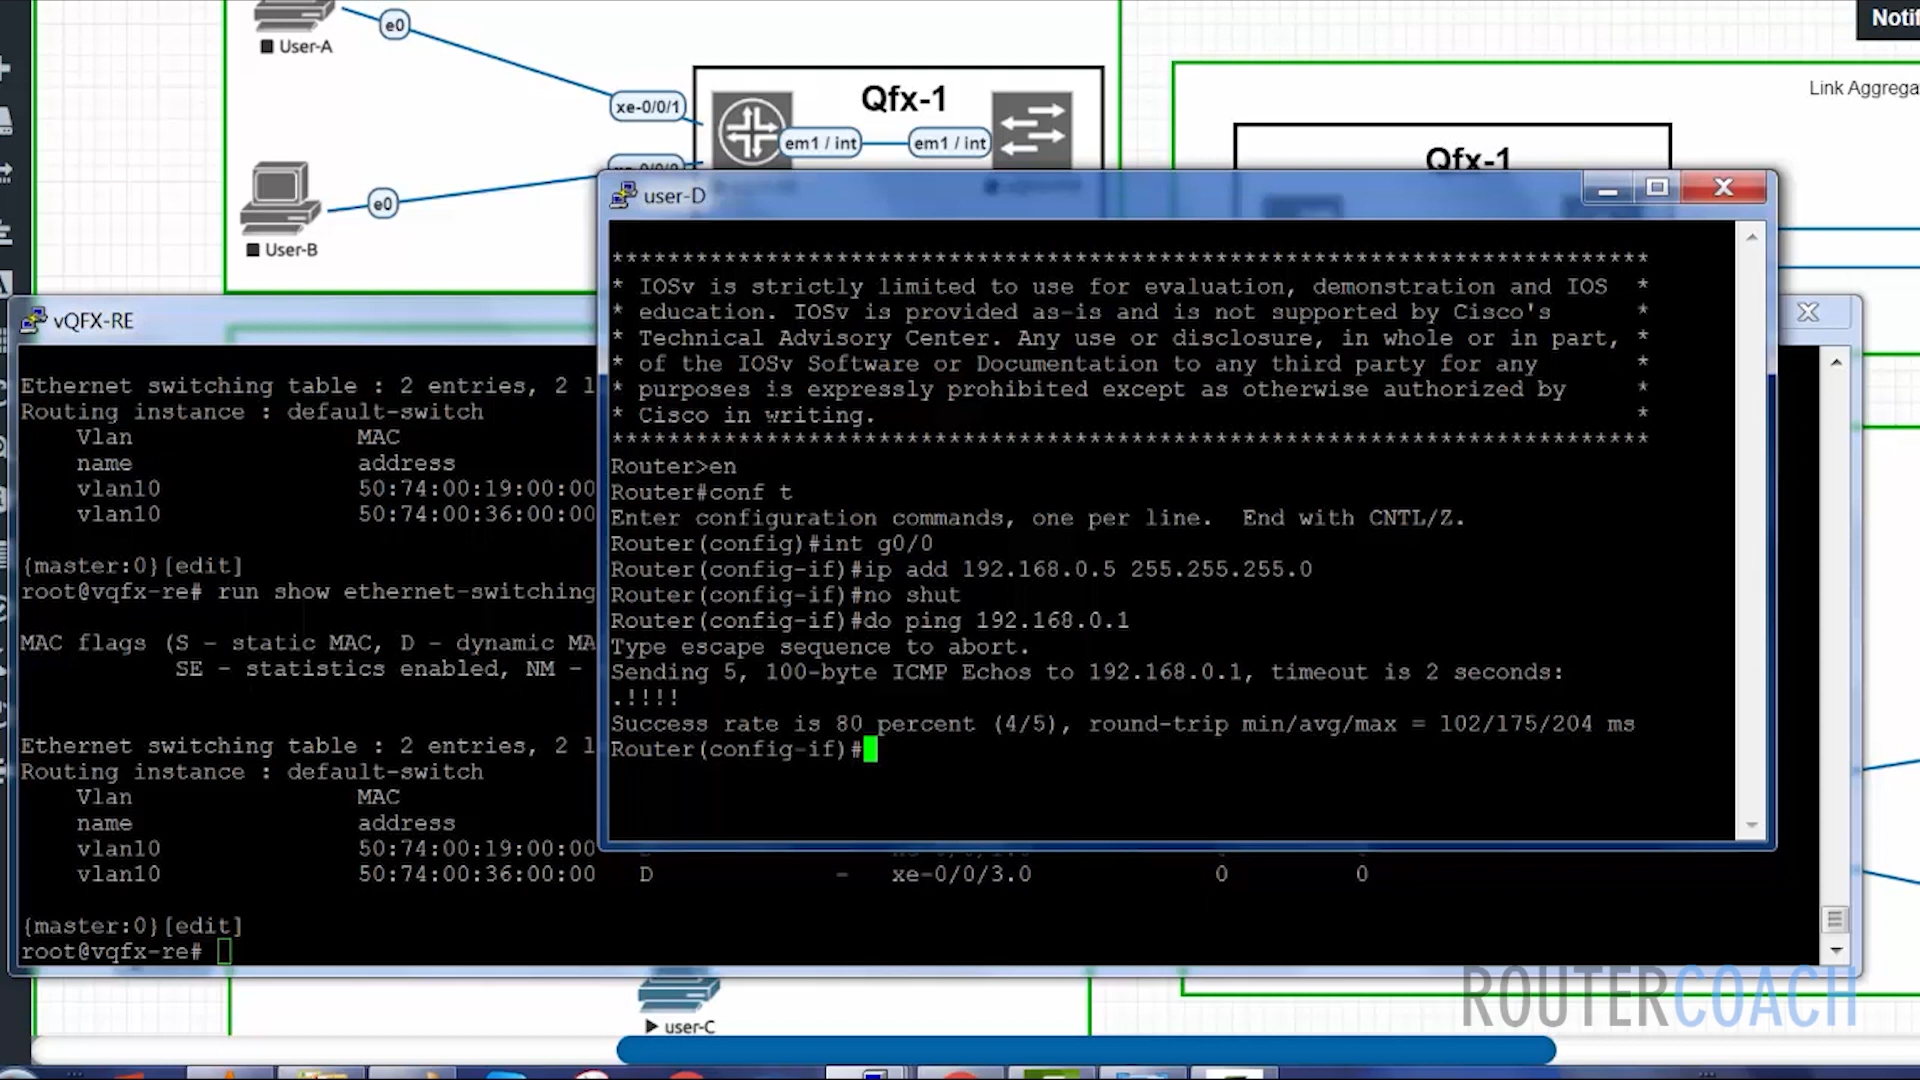 Notif
e0
User-A
xe-0/0/1
Qfx-1
Link Aggrega
em1 / int
em1 / int
Qfx-1
e0
User-B
user-D
********************************************************************************
* IOSv is strictly limited to use for evaluation, demonstration and IOS *
* education. IOSv is provided as-is and is not supported by Cisco's *
* Technical Advisory Center. Any use or disclosure, in whole or in part, *
* of the IOSv Software or Documentation to any third party for any *
* purposes is expressly prohibited except as otherwise authorized by *
* Cisco in writing. *
********************************************************************************
Router>en
Router#conf t
Enter configuration commands, one per line. End with CNTL/Z.
Router(config)#int g0/0
Router(config-if)#ip add 192.168.0.5 255.255.255.0
Router(config-if)#no shut
Router(config-if)#do ping 192.168.0.1
Type escape sequence to abort.
Sending 5, 100-byte ICMP Echos to 192.168.0.1, timeout is 2 seconds:
.!!!!
Success rate is 80 percent (4/5), round-trip min/avg/max = 102/175/204 ms
Router(config-if)#
vQFX-RE
Ethernet switching table : 2 entries, 2 l
Routing instance : default-switch
Vlan MAC
name address
vlan10 50:74:00:19:00:00
vlan10 50:74:00:36:00:00
{master:0}[edit]
root@vqfx-re# run show ethernet-switching
MAC flags (S - static MAC, D - dynamic MA
SE - statistics enabled, NM -
Ethernet switching table : 2 entries, 2 l
Routing instance : default-switch
Vlan MAC
name address
vlan10 50:74:00:19:00:00
vlan10 50:74:00:36:00:00 D - xe-0/0/3.0 0 0
{master:0}[edit]
root@vqfx-re#
user-C
ROUTERCOACH